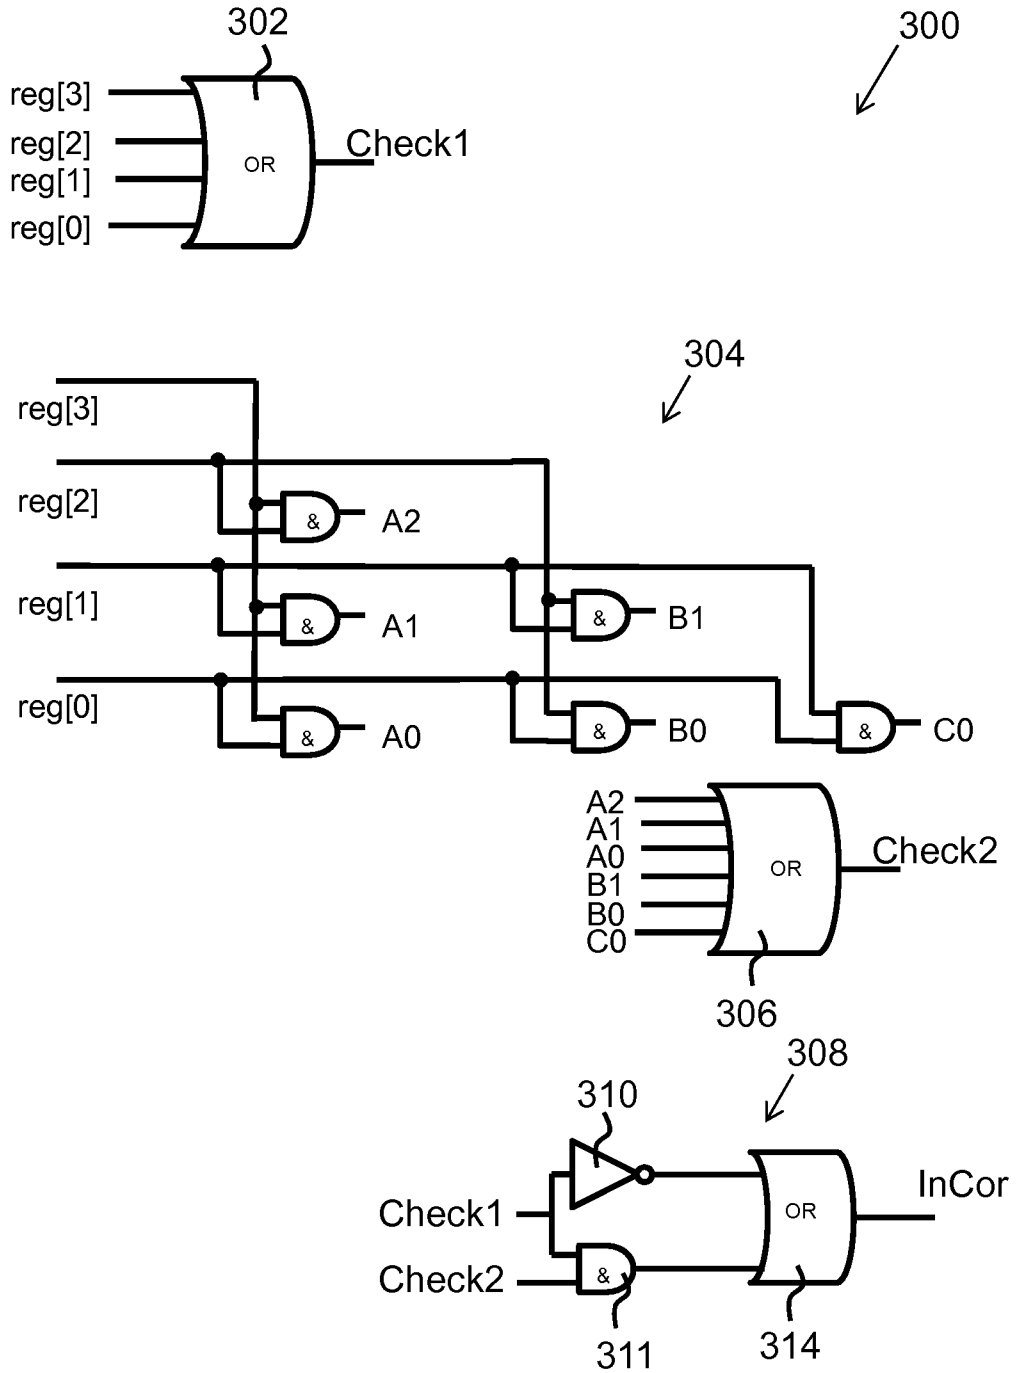 302
300
reg[3]
reg[2]
reg[1]
reg[0]
OR
Check1
304
reg[3]
reg[2]
& A2
reg[1]
& A1
& B1
reg[0]
& A0
& B0
& C0
A2
A1
A0
B1
B0
C0
OR
Check2
306
308
310
Check1
Check2
&
OR
InCor
311
314